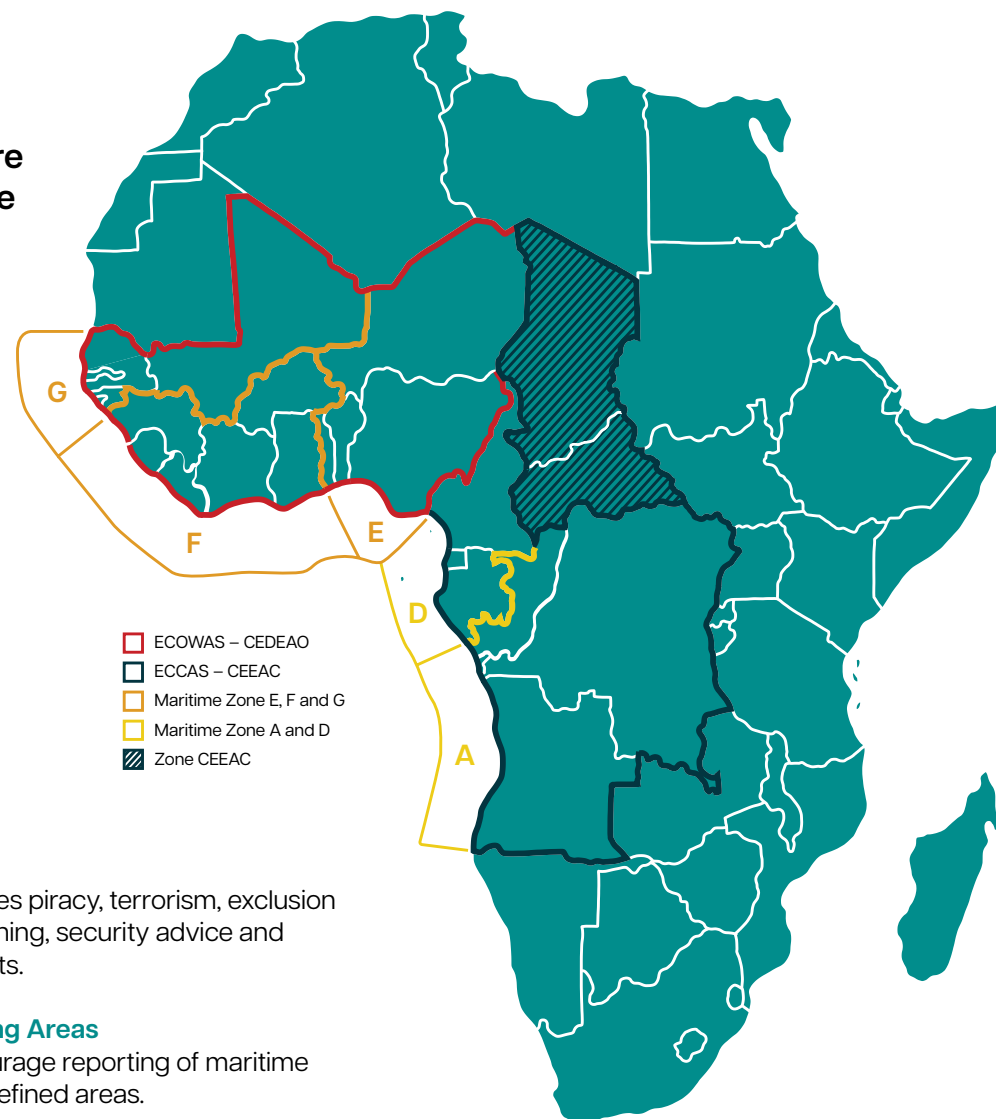 re
e
G
F
E
D
A
ECOWAS – CEDEAO
ECCAS – CEEAC
Maritime Zone E, F and G
Maritime Zone A and D
Zone CEEAC
es piracy, terrorism, exclusion
ning, security advice and
ts.
ng Areas
urage reporting of maritime
efined areas.